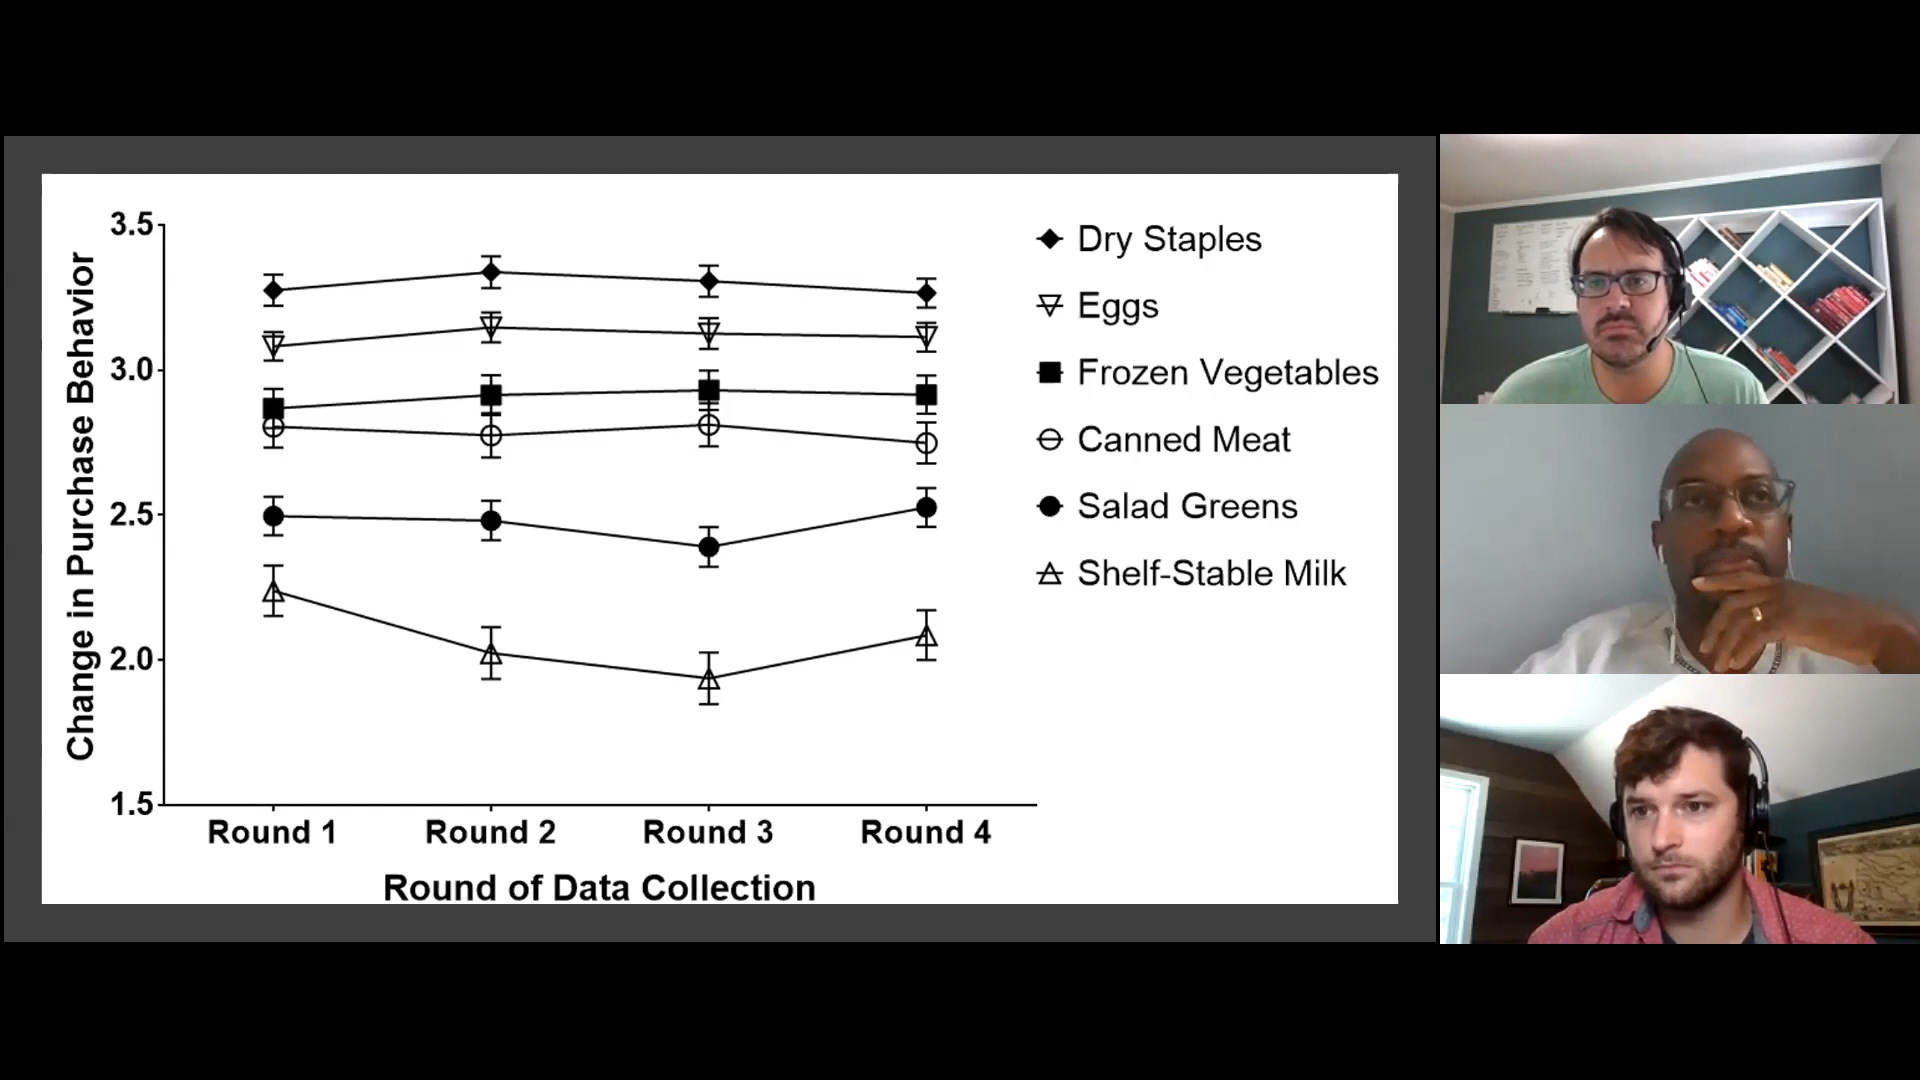 3.5
3.0
2.5
2.0
1.5
Change in Purchase Behavior
Round 1
Round 2
Round 3
Round 4
Round of Data Collection
Dry Staples
Eggs
Frozen Vegetables
Canned Meat
Salad Greens
Shelf-Stable Milk